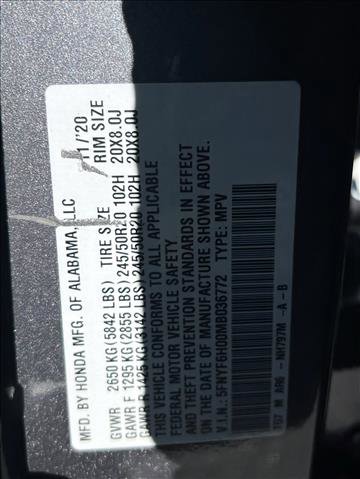 MFD. BY HONDA MFG. OF ALABAMA, LLC 11/'20
TIRE SIZE RIM SIZE
GVWR 2650 KG(5842 LBS)
GAWR F 1295 KG(2855 LBS) 245/50R20 102H 20X8.0J
GAWR R 1425 KG(3142 LBS) 245/50R20 102H 20X8.0J
THIS VEHICLE CONFORMS TO ALL APPLICABLE
FEDERAL MOTOR VEHICLE SAFETY
AND THEFT PREVENTION STANDARDS IN EFFECT
ON THE DATE OF MANUFACTURE SHOWN ABOVE.
V.I.N.: 5FNYF6H00MB036772 TYPE: MPV
NH797M -A -B